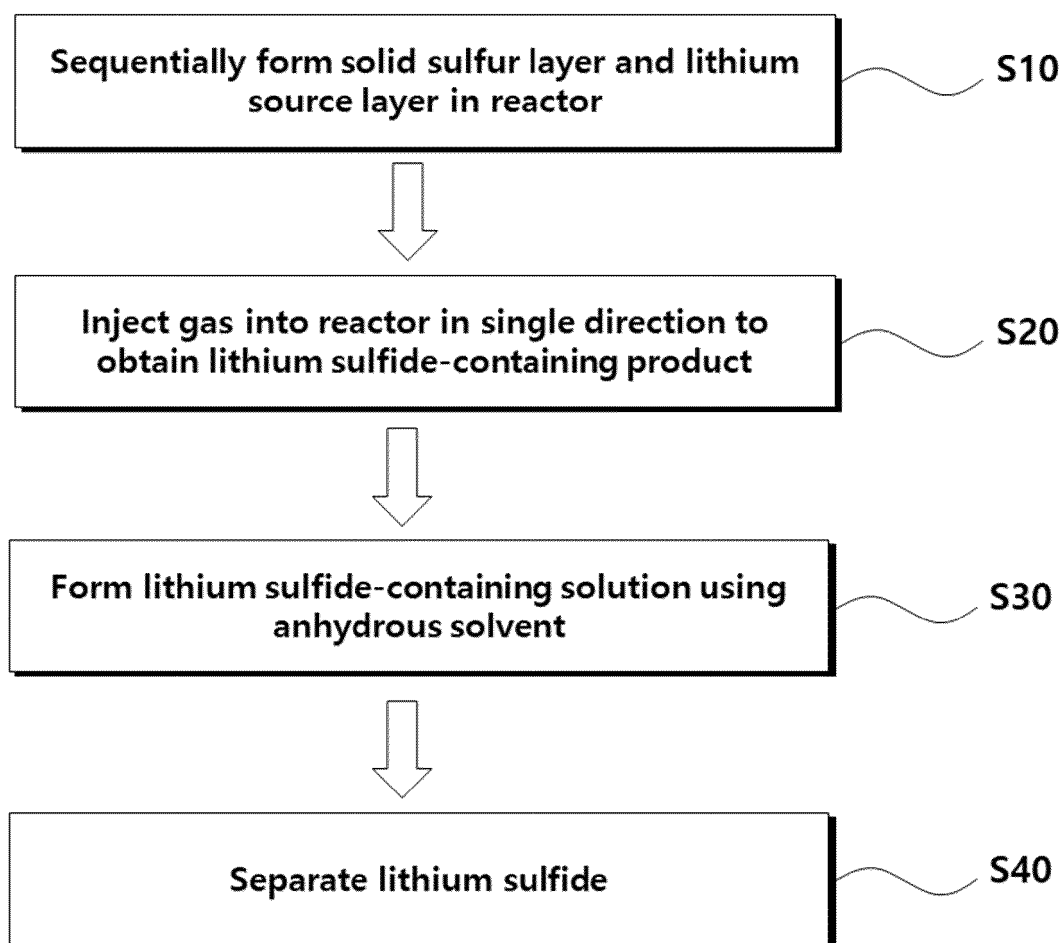 Sequentially form solid sulfur layer and lithium
source layer in reactor
S10
Inject gas into reactor in single direction to
obtain lithium sulfide-containing product
S20
Form lithium sulfide-containing solution using
anhydrous solvent
S30
Separate lithium sulfide
S40